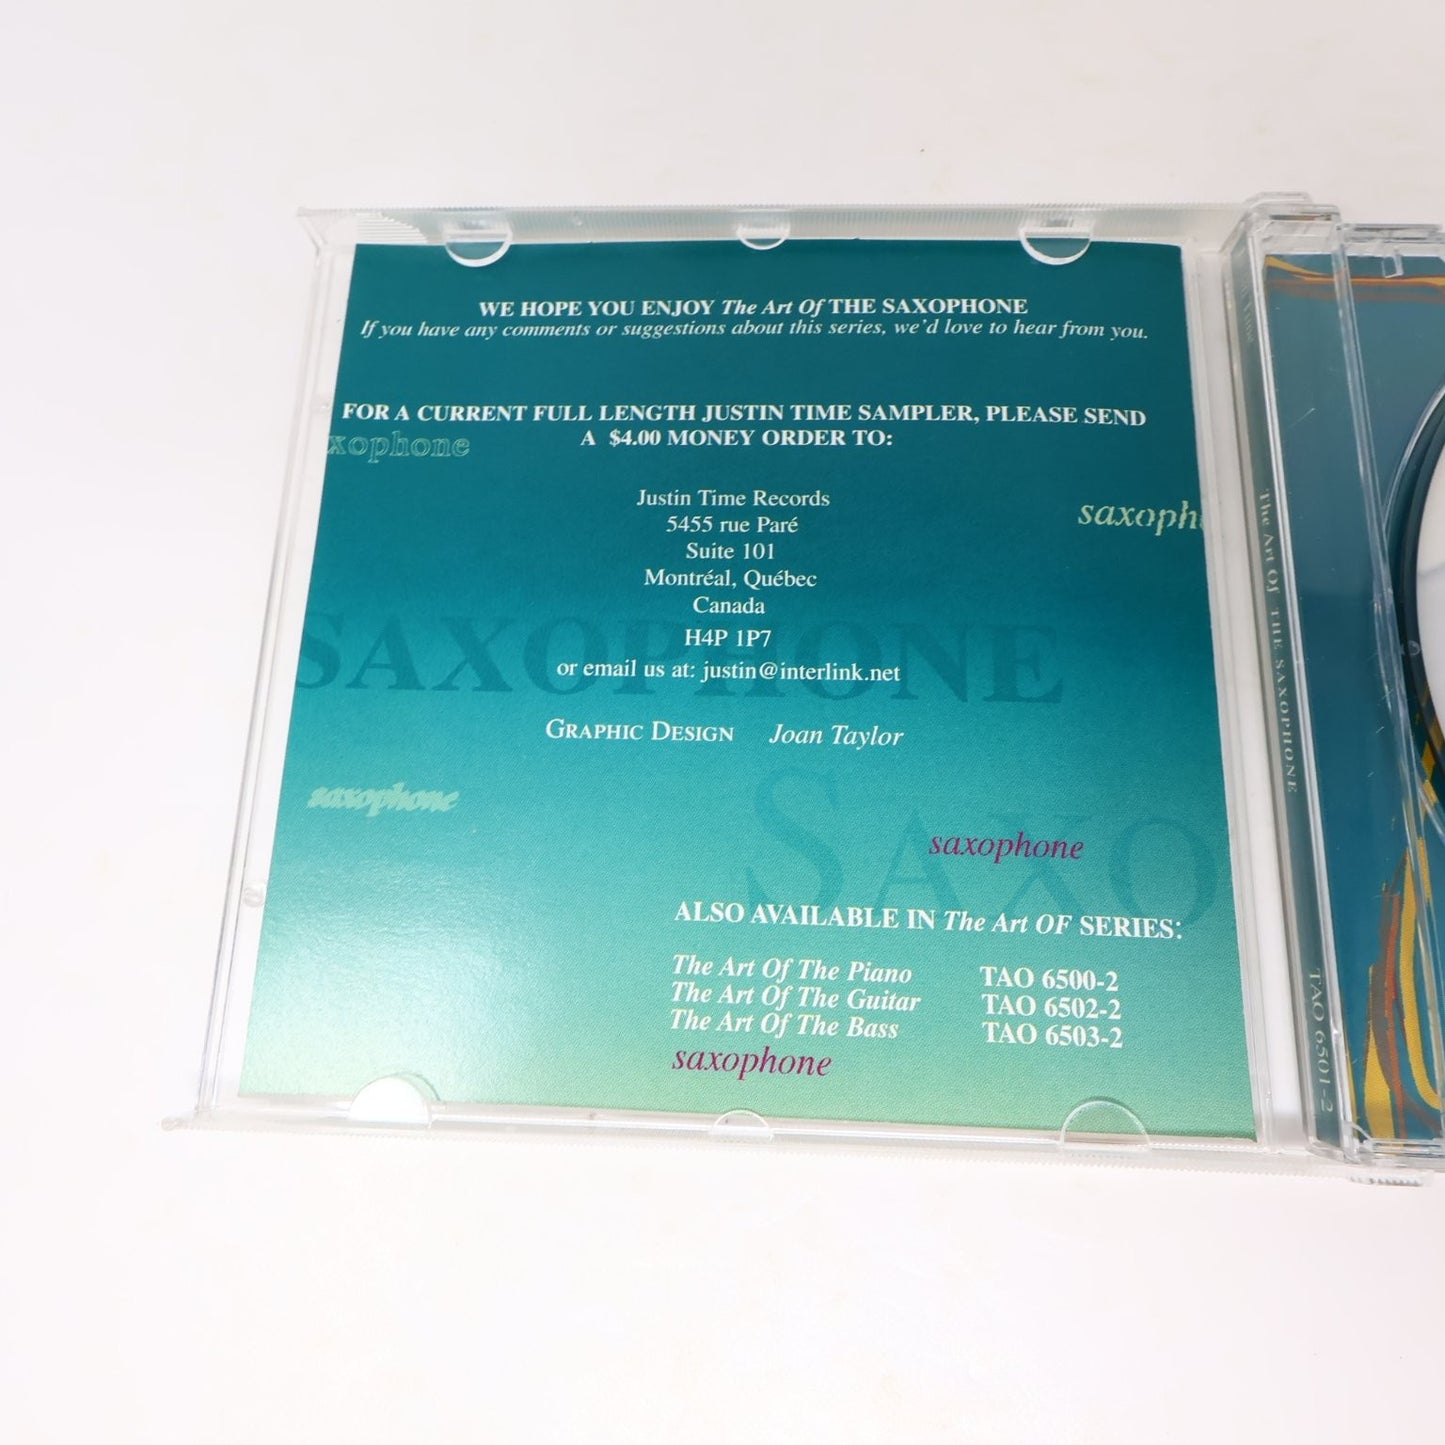 WE HOPE YOU ENJOY The Art Of THE SAXOPHONE
If you have any comments or suggestions about this series, we'd love to hear from you.
FOR A CURRENT FULL LENGTH JUSTIN TIME SAMPLER, PLEASE SEND
A $4.00 MONEY ORDER TO:
xophone
Justin Time Records
saxoph
5455 rue Paré
Suite 101
Montréal, Québec
Canada
H4P 1P7
SAXOPHONE
or email us at: justin@interlink.net
GRAPHIC DESIGN Joan Taylor
saxophone
SAXO
saxophone
ALSO AVAILABLE IN The Art OF SERIES:
The Art Of The Piano TAO 6500-2
The Art Of The Guitar TAO 6502-2
The Art Of The Bass TAO 6503-2
saxophone
The Art Of THE SAXOPHONE
TAO 6501-2